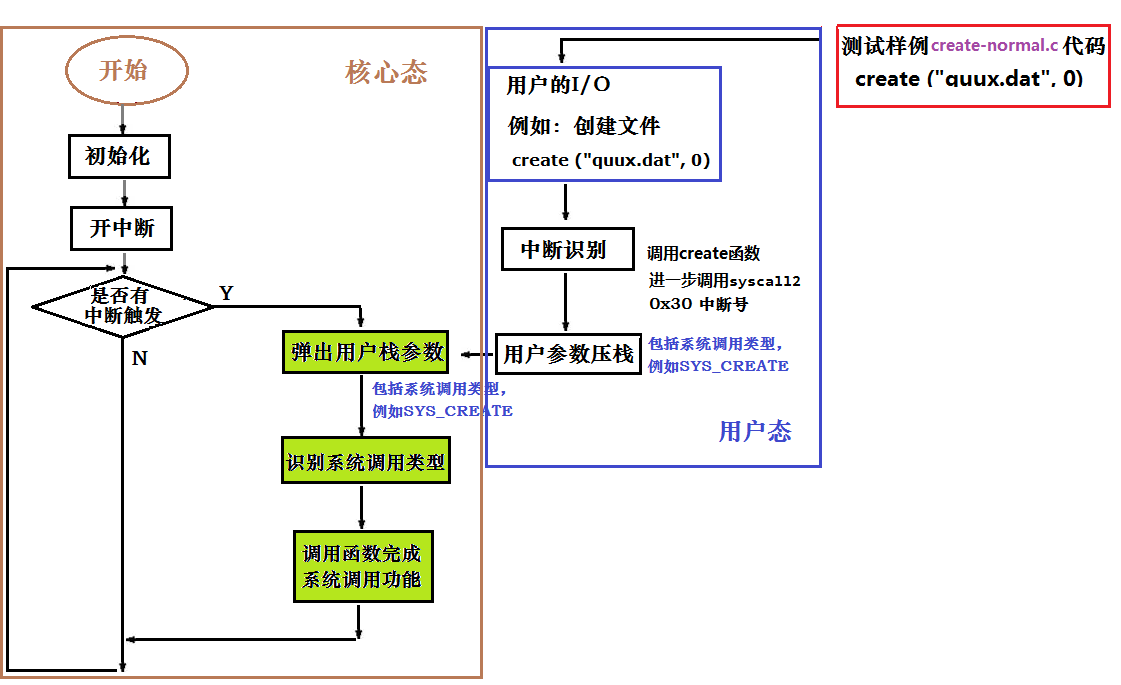 开始
核心态
初始化
开中断
是否有
中断触发
Y
N
弹出用户栈参数
包括系统调用类型，
例如SYS_CREATE
识别系统调用类型
调用函数完成
系统调用功能
用户的I/O
例如：创建文件
create ("quux.dat", 0)
中断识别
调用create函数
进一步调用syscall2
0x30 中断号
用户参数压栈
包括系统调用类型，
例如SYS_CREATE
用户态
测试样例create-normal.c 代码
create ("quux.dat", 0)